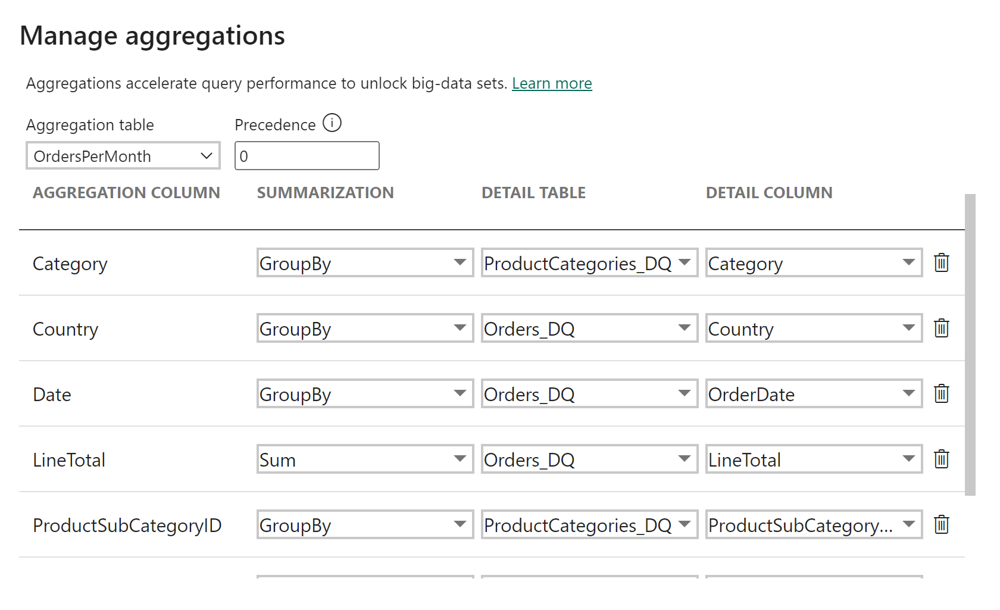 Manage aggregations
Aggregations accelerate query performance to unlock big-data sets. Learn more
Aggregation table Precedence
OrdersPerMonth 0
AGGREGATION COLUMN SUMMARIZATION DETAIL TABLE DETAIL COLUMN
Category GroupBy ProductCategories_DQ Category
Country GroupBy Orders_DQ Country
Date GroupBy Orders_DQ OrderDate
LineTotal Sum Orders_DQ LineTotal
ProductSubCategoryID GroupBy ProductCategories_DQ ProductSubCategory...